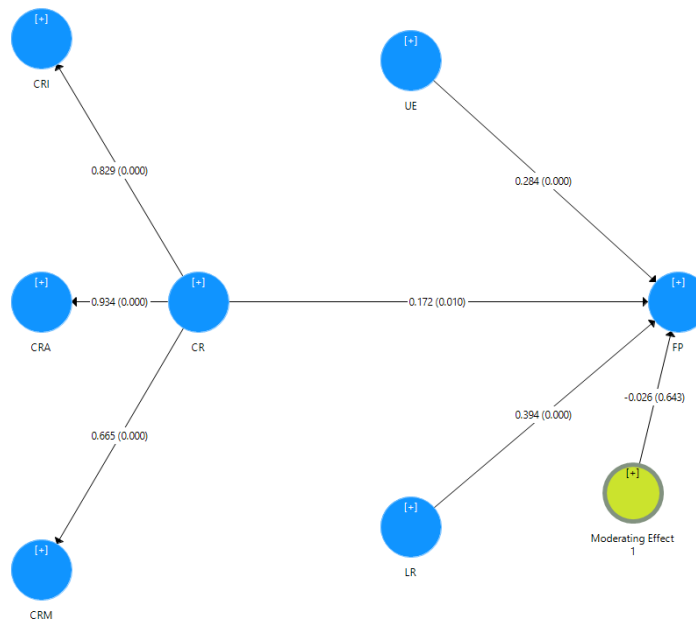 [+]
CRI
[+]
UE
0.829 (0.000)
0.284 (0.000)
[+]
CRA
0.934 (0.000)
[+]
CR
0.172 (0.010)
[+]
FP
0.665 (0.000)
0.394 (0.000)
-0.026 (0.643)
[+]
Moderating Effect
1
[+]
LR
[+]
CRM